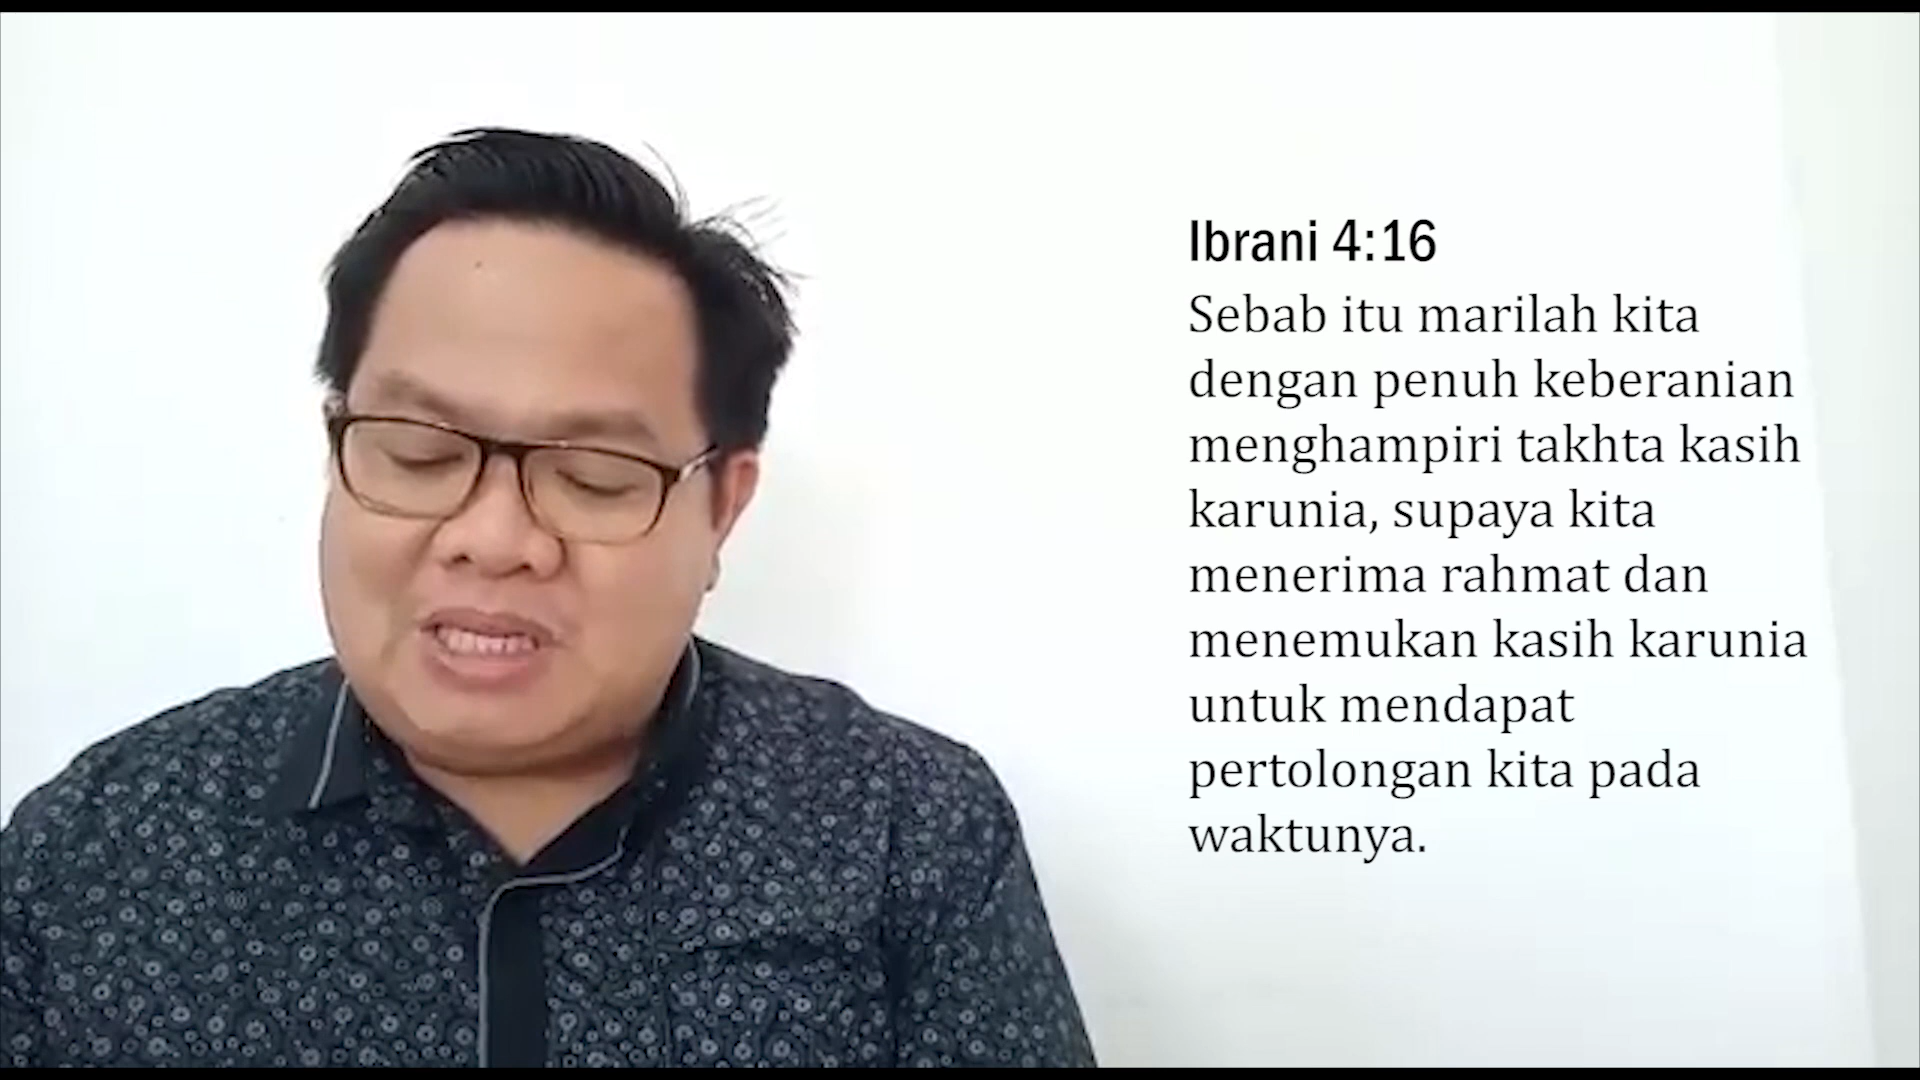 Ibrani 4:16
Sebab itu marilah kita
dengan penuh keberanian
menghampiri takhta kasih
karunia, supaya kita
menerima rahmat dan
menemukan kasih karunia
untuk mendapat
pertolongan kita pada
waktunya.